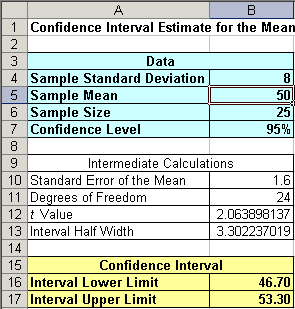 A B
1 Confidence Interval Estimate for the Mean
2
3 Data
4 Sample Standard Deviation 8
5 Sample Mean 50
6 Sample Size 25
7 Confidence Level 95%
8
9 Intermediate Calculations
10 Standard Error of the Mean 1.6
11 Degrees of Freedom 24
12 t Value 2.063898137
13 Interval Half Width 3.302237019
14
15 Confidence Interval
16 Interval Lower Limit 46.70
17 Interval Upper Limit 53.30